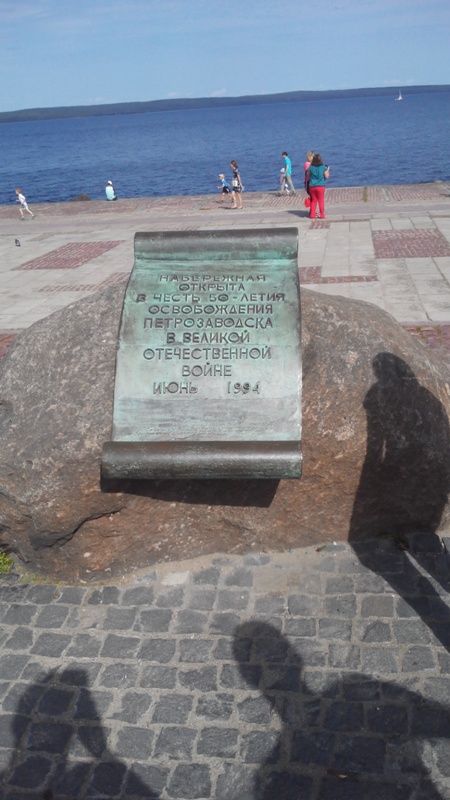 НАБЕРЕЖНАЯ
ОТКРЫТА
В ЧЕСТЬ 50-ЛЕТИЯ
ОСВОБОЖДЕНИЯ
ПЕТРОЗАВОДСКА
В ВЕЛИКОЙ
ОТЕЧЕСТВЕННОЙ
ВОЙНЕ
ИЮНЬ 1994